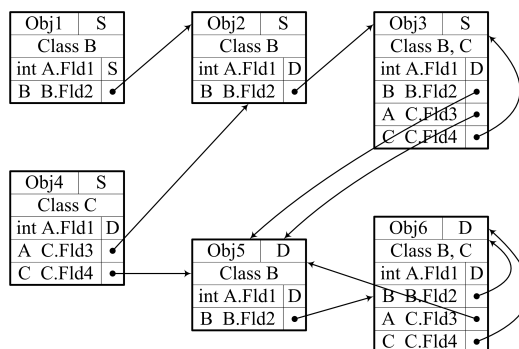 Obj1 S
Class B
int A.Fld1 S
B B.Fld2
Obj2 S
Class B
int A.Fld1 D
B B.Fld2
Obj3 S
Class B, C
int A.Fld1 D
B B.Fld2
A C.Fld3
C C.Fld4
Obj4 S
Class C
int A.Fld1 D
A C.Fld3
C C.Fld4
Obj5 D
Class B
int A.Fld1 D
B B.Fld2
Obj6 D
Class B, C
int A.Fld1 D
B B.Fld2
A C.Fld3
C C.Fld4